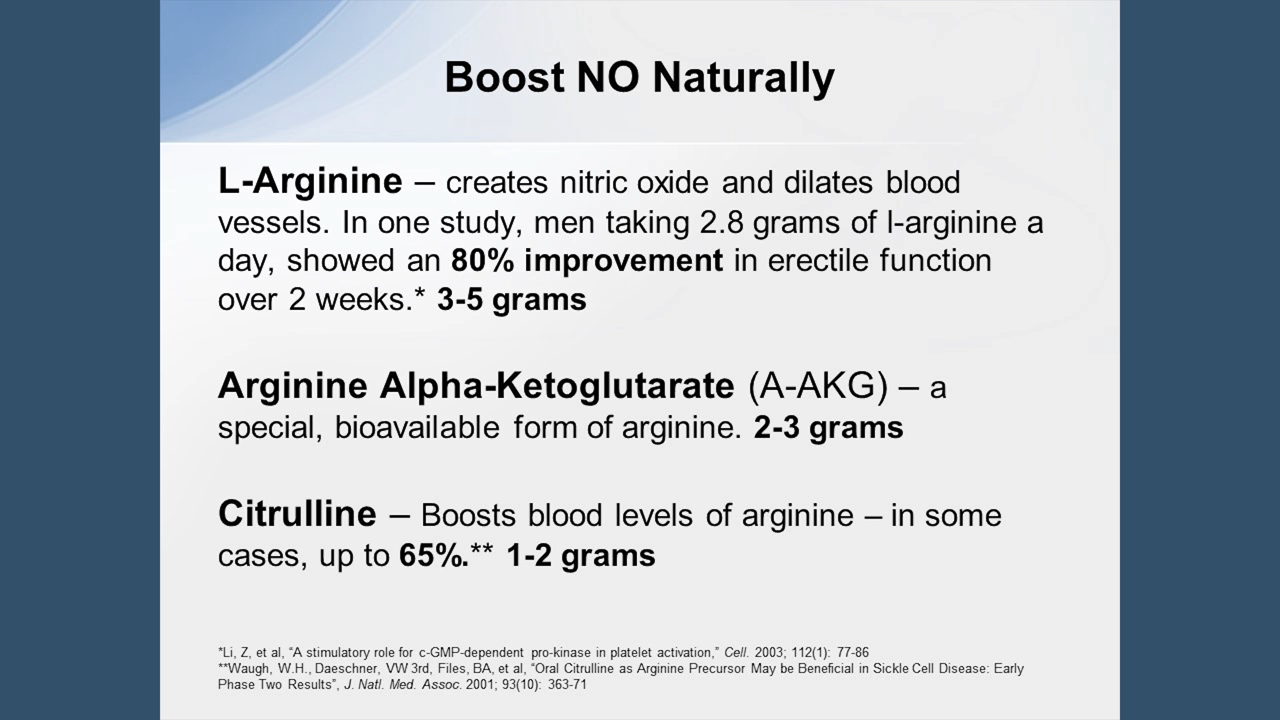 Boost NO Naturally
L-Arginine – creates nitric oxide and dilates blood
vessels. In one study, men taking 2.8 grams of l-arginine a
day, showed an 80% improvement in erectile function
over 2 weeks.* 3-5 grams
Arginine Alpha-Ketoglutarate (A-AKG) – a
special, bioavailable form of arginine. 2-3 grams
Citrulline – Boosts blood levels of arginine – in some
cases, up to 65%.** 1-2 grams
*Li, Z, et al, “A stimulatory role for c-GMP-dependent pro-kinase in platelet activation,” Cell. 2003; 112(1): 77-86
**Waugh, W.H., Daeschner, VW 3rd, Files, BA, et al, “Oral Citrulline as Arginine Precursor May be Beneficial in Sickle Cell Disease: Early
Phase Two Results”, J. Natl. Med. Assoc. 2001; 93(10): 363-71